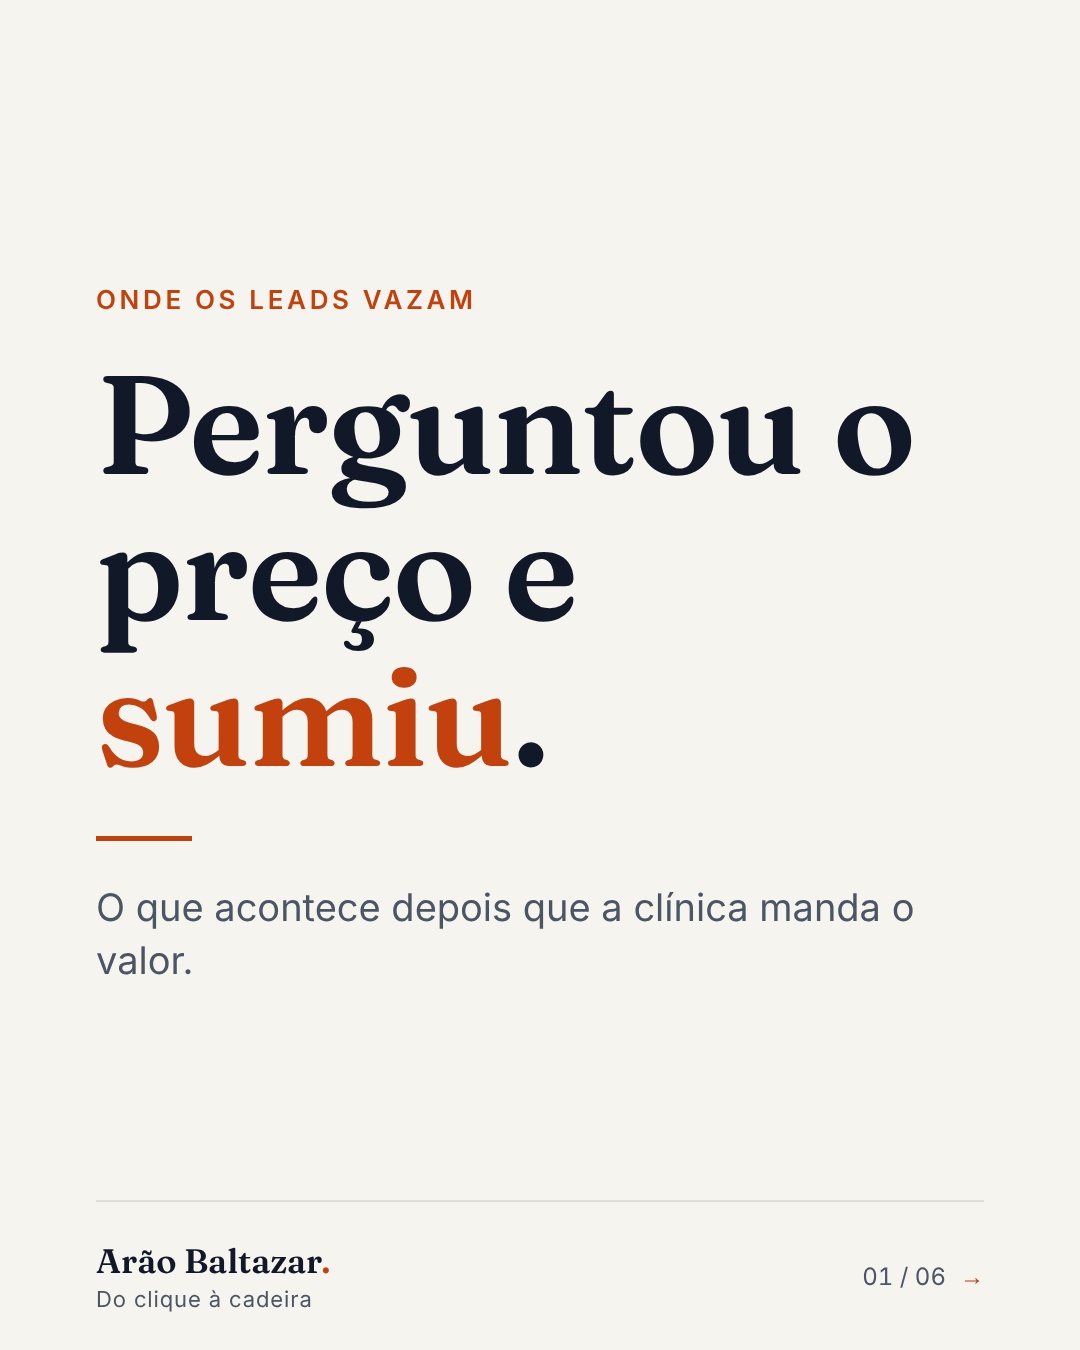 ONDE OS LEADS VAZAM
Perguntou o
preço e
sumiu.
O que acontece depois que a clínica manda o
valor.
Arão Baltazar.
Do clique à cadeira
01 / 06 →